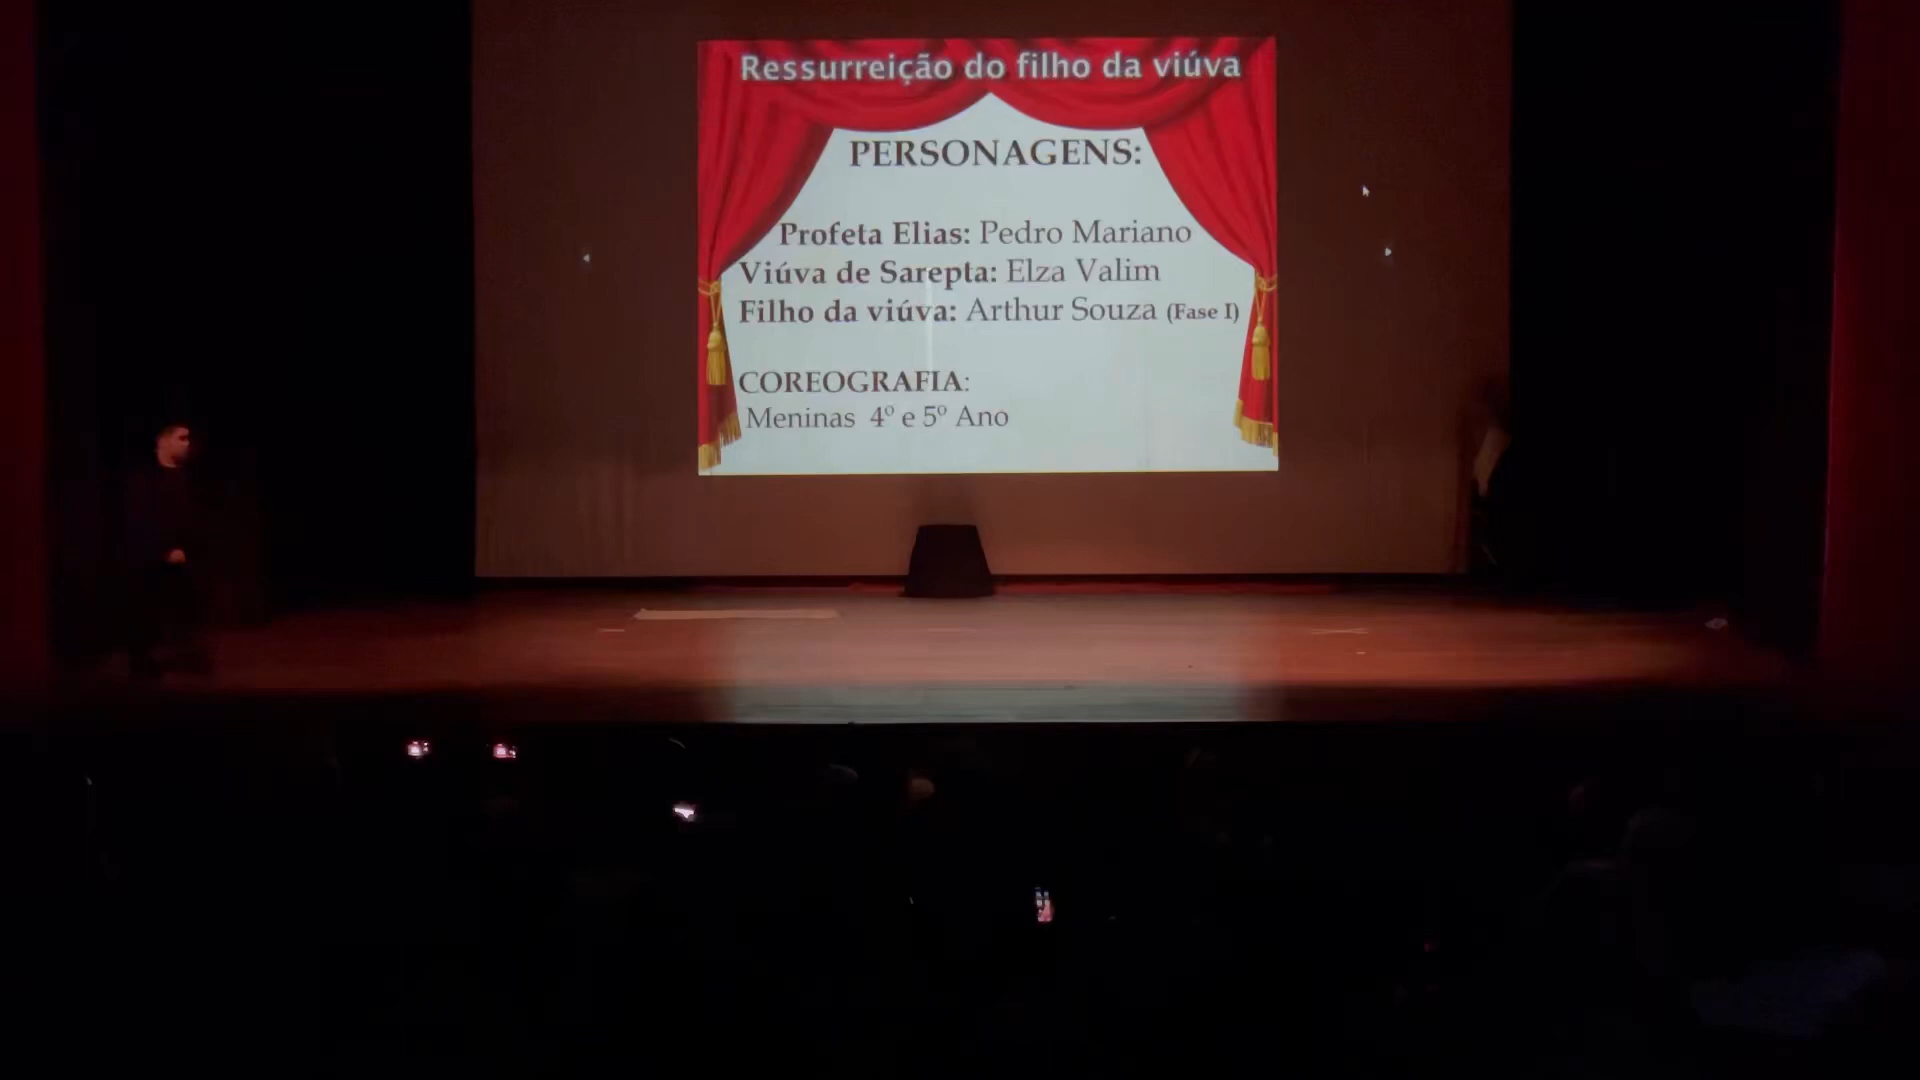 Ressurreição do filho da viúva
PERSONAGENS:
Profeta Elias: Pedro Mariano
Viúva de Sarepta: Elza Valim
Filho da viúva: Arthur Souza (Fase I)
COREOGRAFIA:
Meninas 4º e 5º Ano